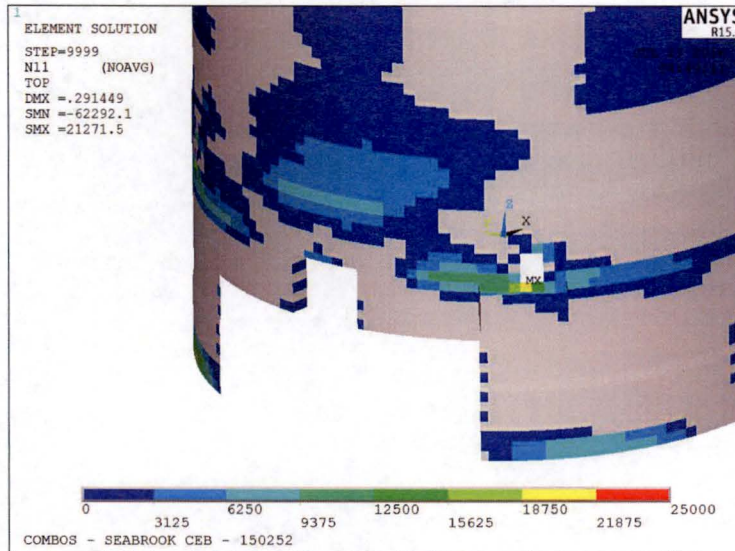 1
ANSYS
R15.
ELEMENT SOLUTION
STEP=9999
N11 (NOAVG)
TOP
DMX =.291449
SMN =-62292.1
SMX =21271.5
Z
X
MX
0 3125 6250 9375 12500 15625 18750 21875 25000
COMBOS - SEABROOK CEB - 150252